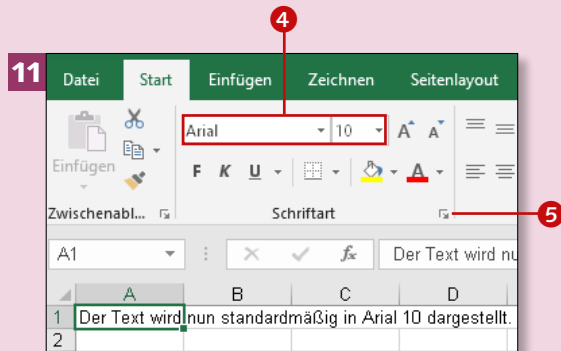 4
11
Datei Start Einfügen Zeichnen Seitenlayout
Arial 10 A A
Einfügen
F K U A
Zwischenabl... Schriftart
5
A1 fx Der Text wird nu
A B C D
1 Der Text wird nun standardmäßig in Arial 10 dargestellt.
2